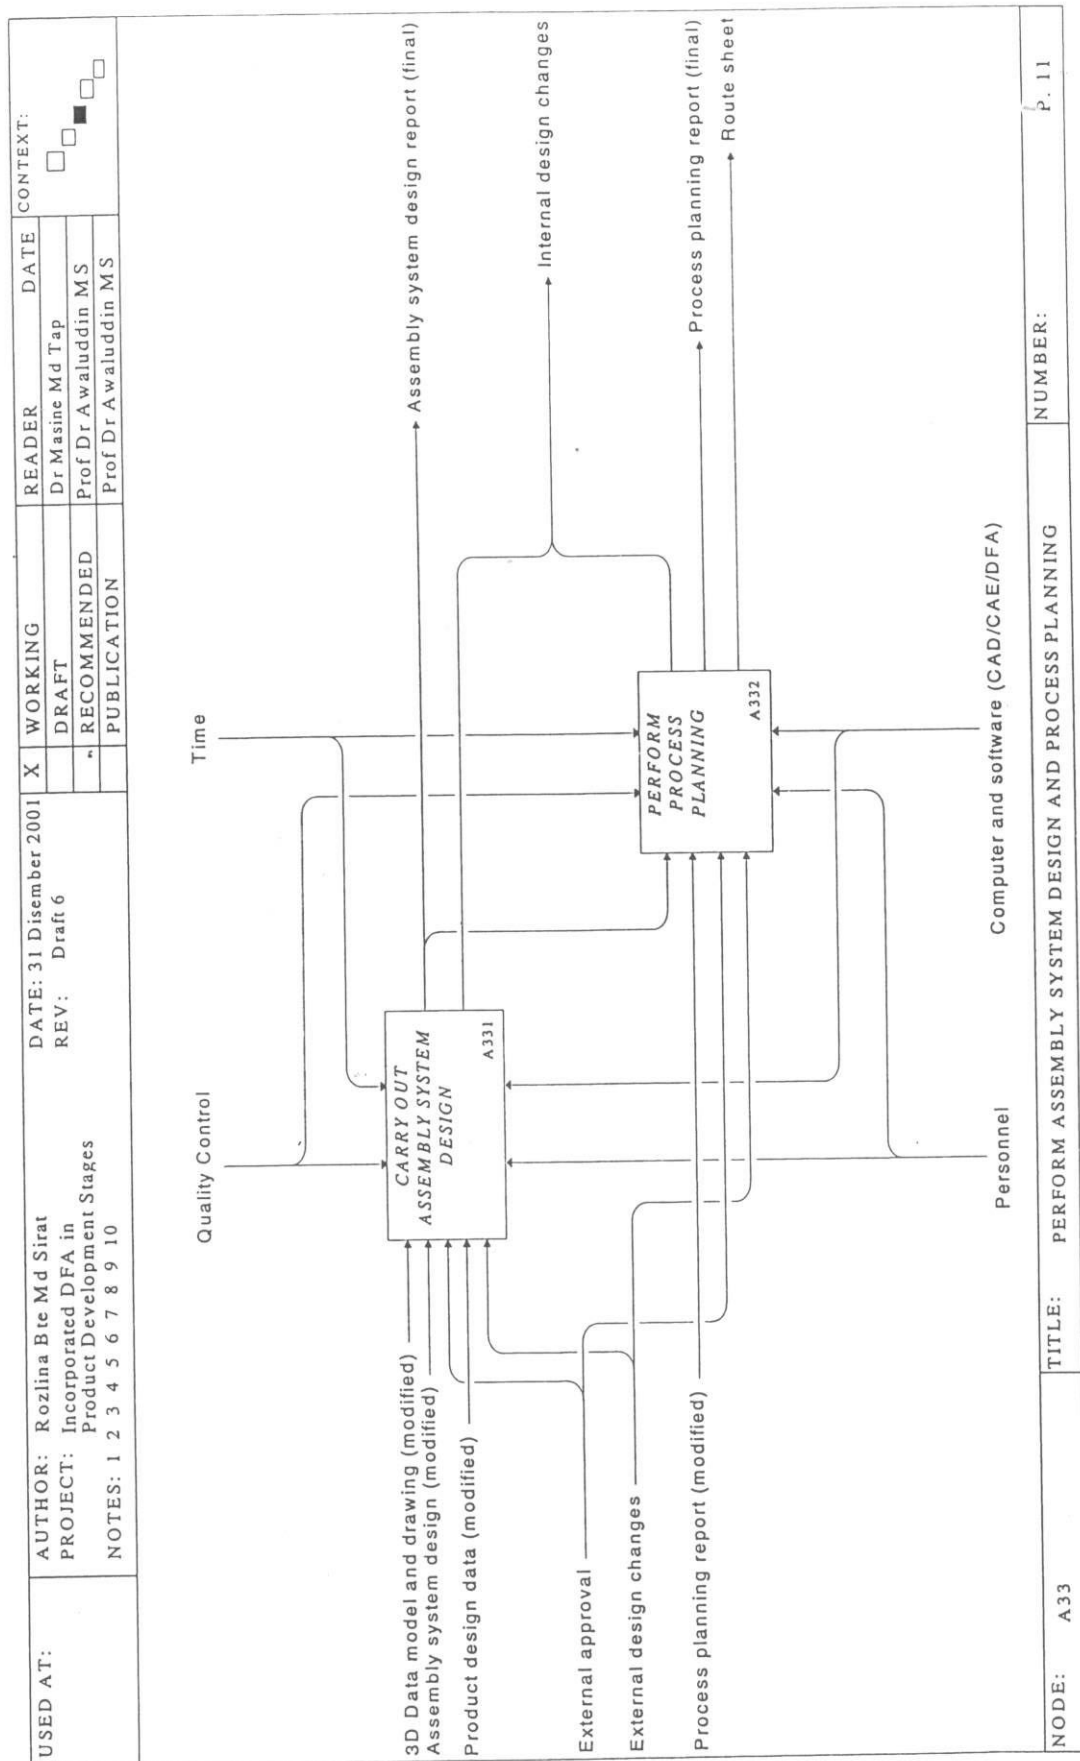 USED AT:
AUTHOR: Rozlina Bte Md Sirat
PROJECT: Incorporated DFA in
Product Development Stages
NOTES: 1 2 3 4 5 6 7 8 9 10
DATE: 31 Disember 2001
REV: Draft 6
X WORKING
DRAFT
RECOMMENDED
PUBLICATION
READER DATE
Dr Masine Md Tap
Prof Dr Awaluddin MS
Prof Dr Awaluddin MS
CONTEXT:
Quality Control
Time
3D Data model and drawing (modified)
Assembly system design (modified)
Product design data (modified)
External approval
External design changes
Process planning report (modified)
CARRY OUT
ASSEMBLY SYSTEM
DESIGN
A331
PERFORM
PROCESS
PLANNING
A332
Assembly system design report (final)
Internal design changes
Process planning report (final)
Route sheet
Personnel
Computer and software (CAD/CAE/DFA)
NODE: A33
TITLE: PERFORM ASSEMBLY SYSTEM DESIGN AND PROCESS PLANNING
NUMBER: P. 11